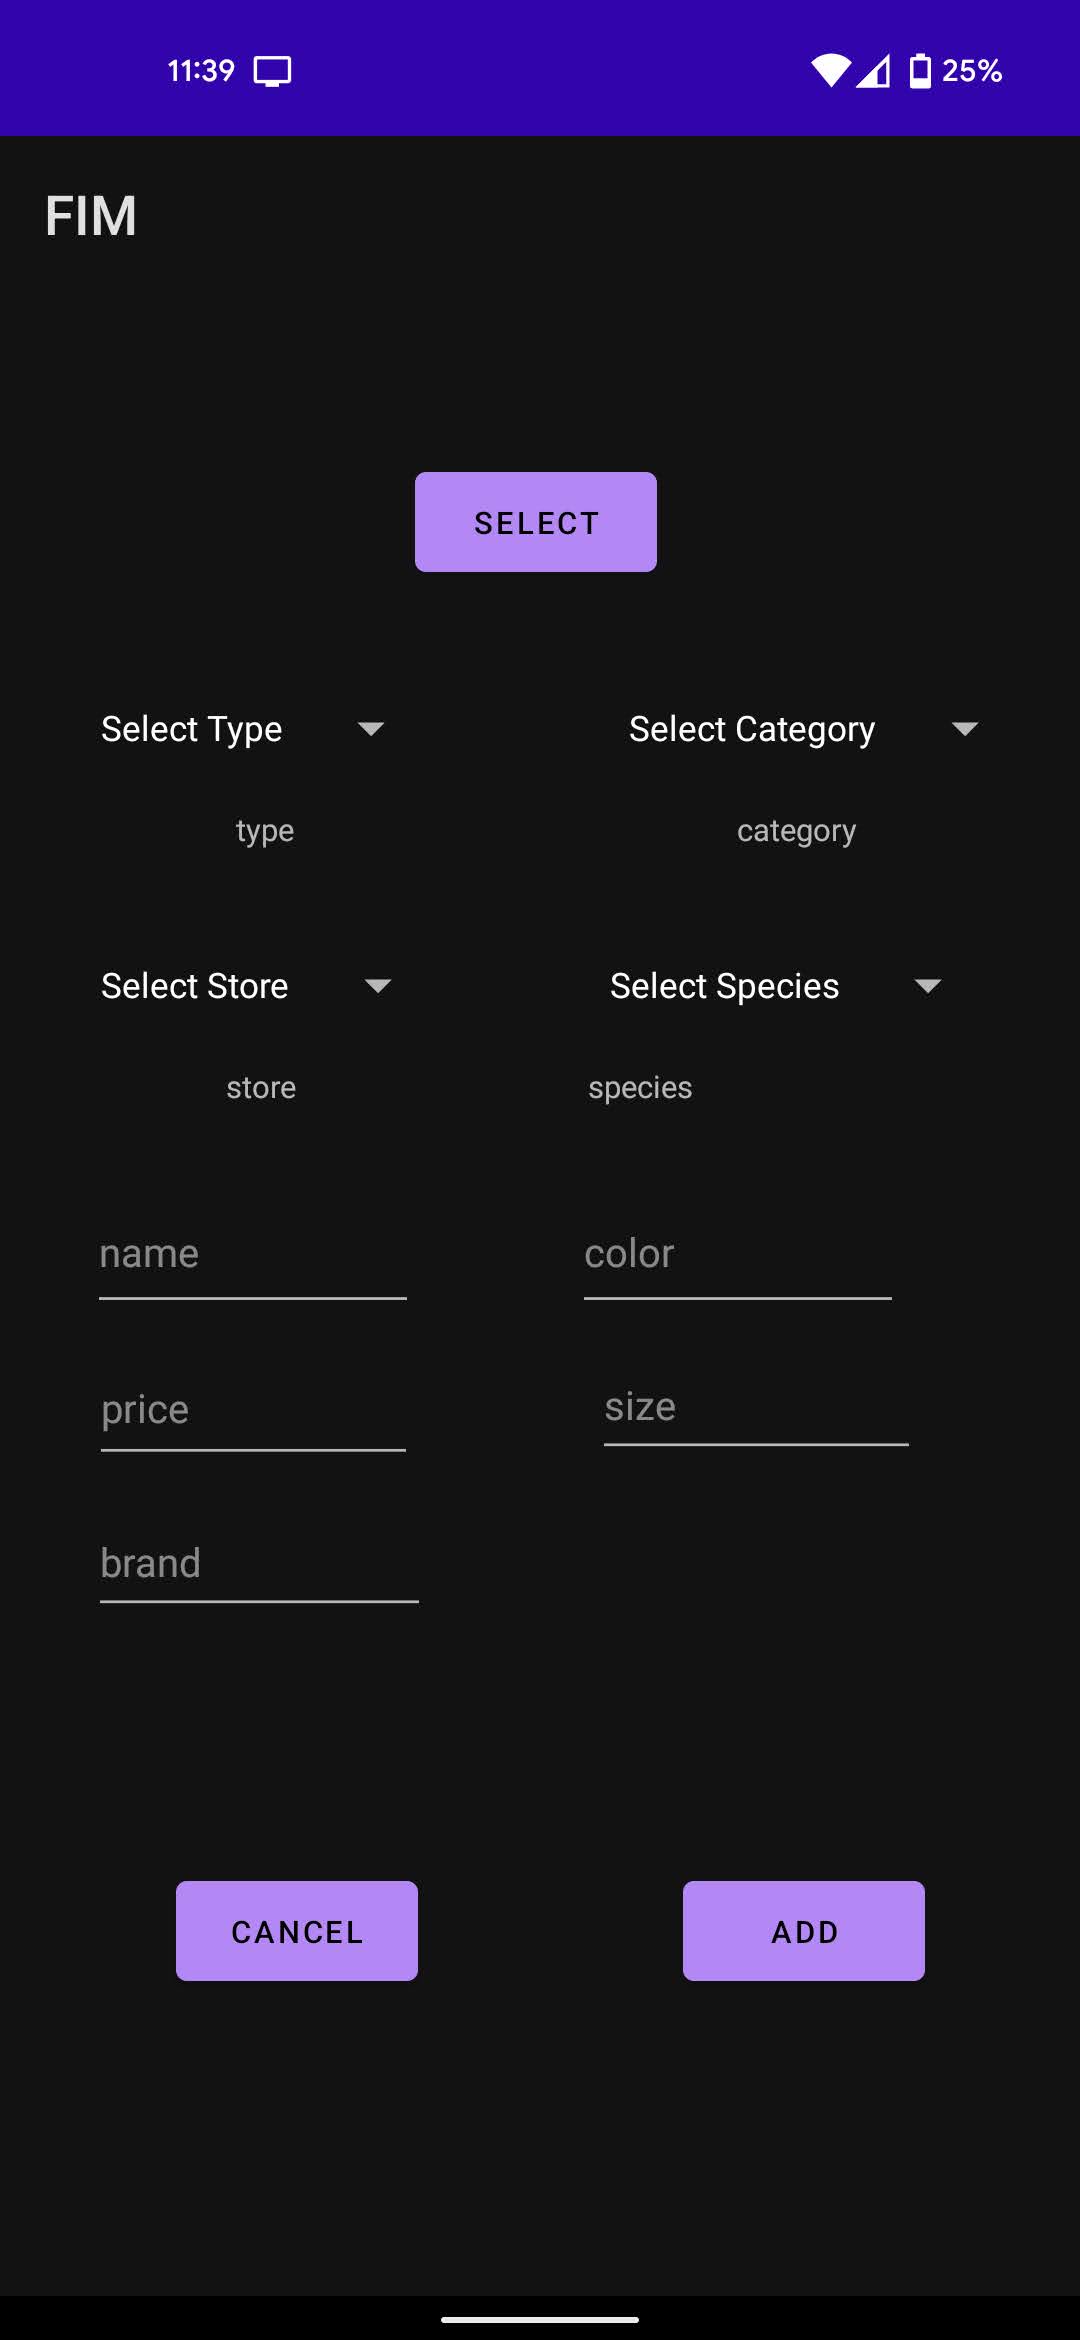 11:39 25%
FIM
SELECT
Select Type Select Category
type category
Select Store Select Species
store species
name color
price size
brand
CANCEL ADD